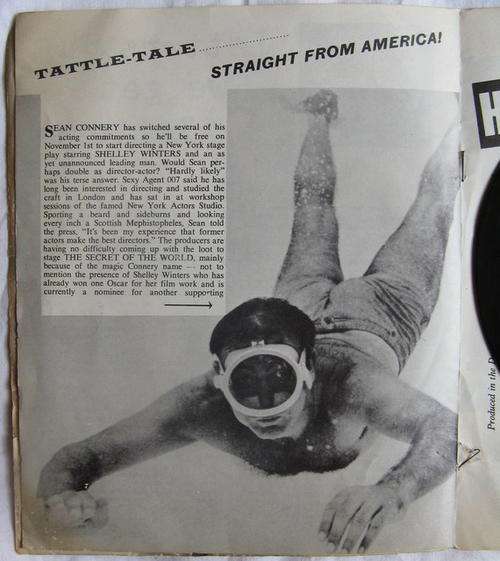 TATTLE-TALE ..........................
STRAIGHT FROM AMERICA!
SEAN CONNERY has switched several of his
acting commitments so he'll be free on
November 1st to start directing a New York stage
play starring SHELLEY WINTERS and an as
yet unannounced leading man. Would Sean per-
haps double as director-actor? "Hardly likely"
was his terse answer. Sexy Agent 007 said he has
long been interested in directing and studied the
craft in London and has sat in at workshop
sessions of the famed New York Actors Studio.
Sporting a beard and sideburns and looking
every inch a Scottish Mephistopheles, Sean told
the press, "It's been my experience that former
actors make the best directors." The producers are
having no difficulty coming up with the loot to
stage THE SECRET OF THE WORLD, mainly
because of the magic Connery name — not to
mention the presence of Shelley Winters who has
already won one Oscar for her film work and is
currently a nominee for another supporting
H
Produced in the